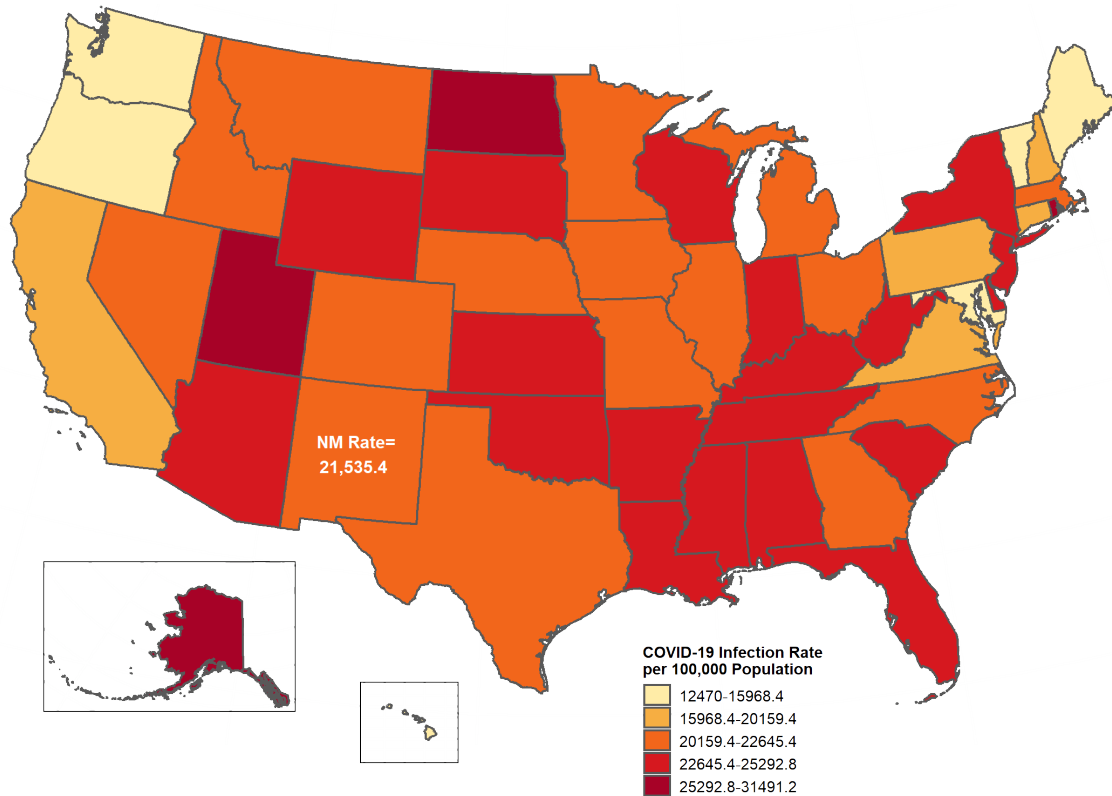 NM Rate=
21,535.4
COVID-19 Infection Rate
per 100,000 Population
12470-15968.4
15968.4-20159.4
20159.4-22645.4
22645.4-25292.8
25292.8-31491.2